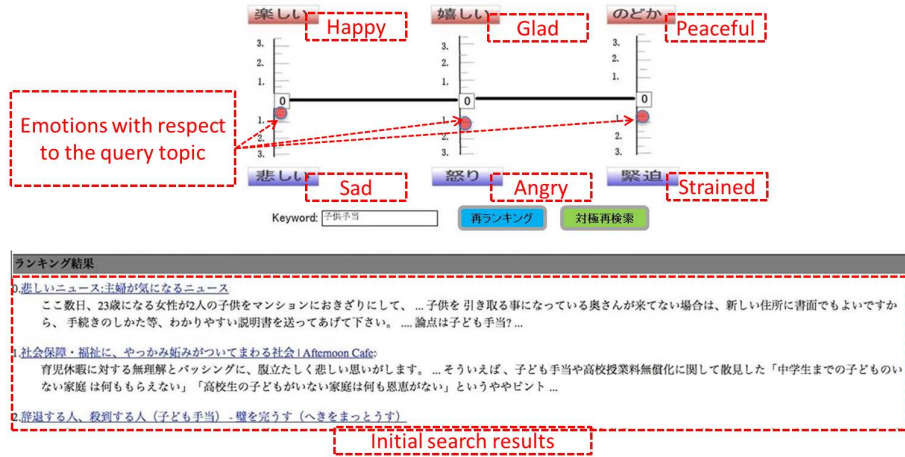 楽しい 嬉しい のどか
Happy Glad Peaceful
3. 3. 3.
2. 2. 2.
1. 1. 1.
0 0 0
1. 1. 1.
2. 2. 2.
3. 3. 3.
Emotions with respect
to the query topic
悲しい 怒り 緊迫
Sad Angry Strained
Keyword: 子供手当 再ランキング 対極再検索
ランキング結果
0.悲しいニュース:主婦が気になるニュース
ここ数日、23歳になる女性が2人の子供をマンションにおきざりにして、 ... 子供を 引き取る事になっている奥さんが来てない場合は、新しい住所に書面でもよいですか
ら、 手続きのしかた等、わかりやすい説明書を送ってあげて下さい。 .... 論点は子ども手当? ...
1.社会保障・福祉に、やっかみ妬みがついてまわる社会 | Afternoon Cafe:
育児休暇に対する無理解とバッシングに、腹立たしく悲しい思いがします。 ... そういえば、子ども手当や高校授業料無償化に関して散見した「中学生までの子どものい
ない家庭 は何ももらえない」「高校生の子どもがいない家庭は何も恩恵がない」というややピント ...
2.辞退する人、殺到する人(子ども手当) - 璧を完うす(へきをまっとうす)
Initial search results